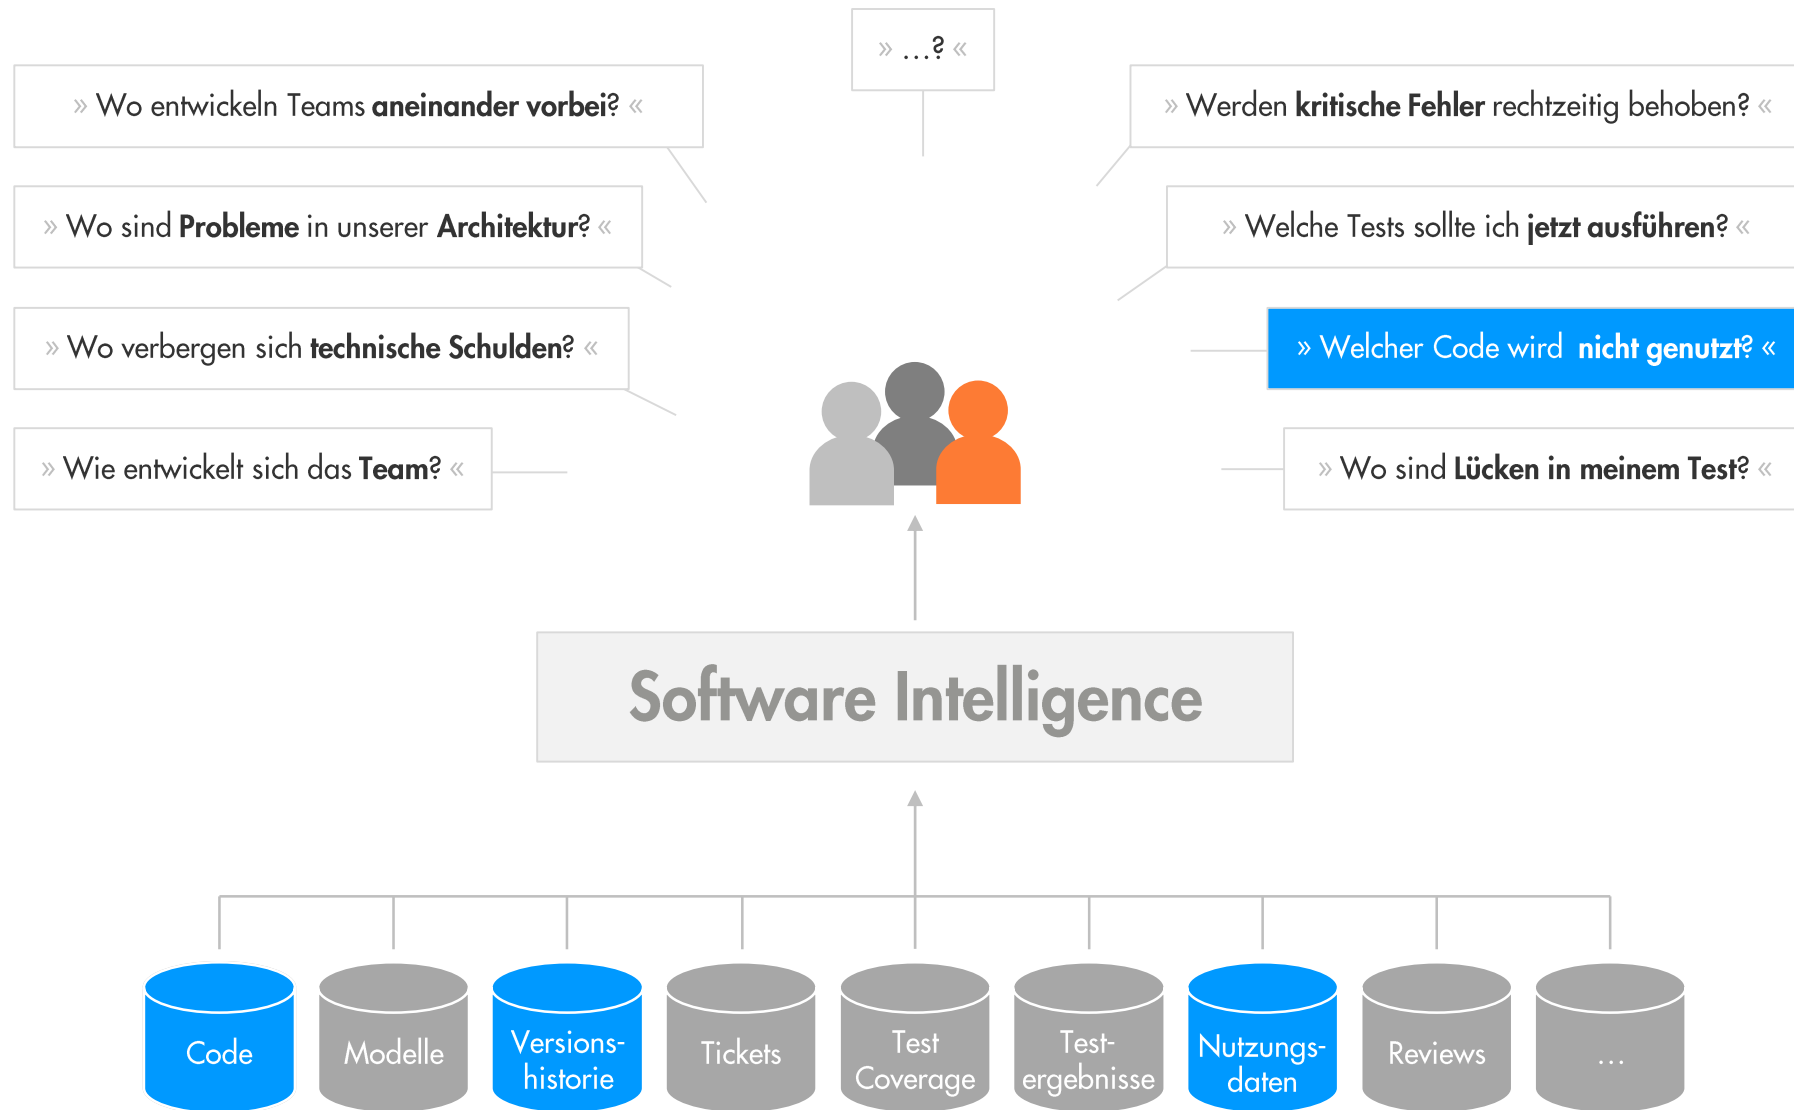 » ...? «
» Wo entwickeln Teams aneinander vorbei? «
» Werden kritische Fehler rechtzeitig behoben? «
» Wo sind Probleme in unserer Architektur? «
» Welche Tests sollte ich jetzt ausführen? «
» Wo verbergen sich technische Schulden? «
» Welcher Code wird nicht genutzt? «
» Wie entwickelt sich das Team? «
» Wo sind Lücken in meinem Test? «
Software Intelligence
Code
Modelle
Versions-
historie
Tickets
Test
Coverage
Test-
ergebnisse
Nutzungs-
daten
Reviews
...